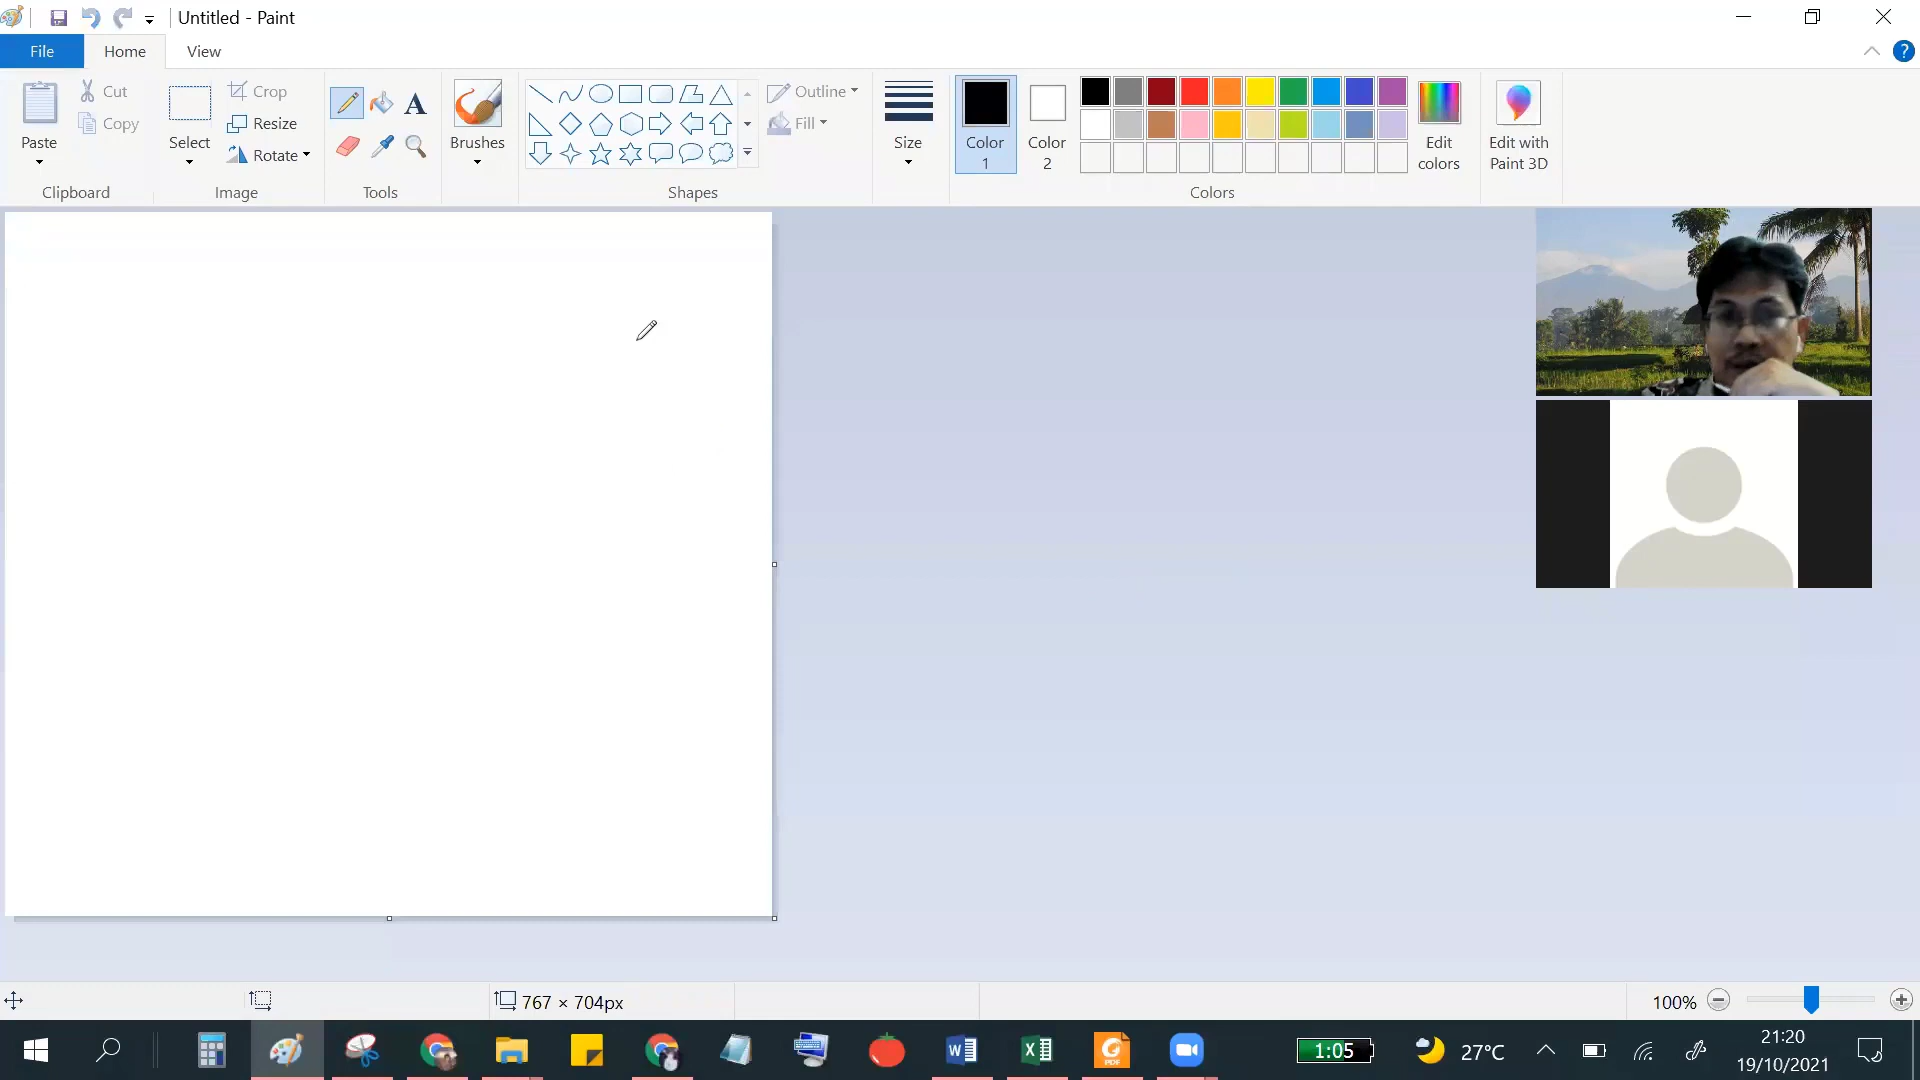 Untitled - Paint
File Home View
Paste
Cut
Copy
Clipboard
Select
Crop
Resize
Rotate
Image
A
Tools
Brushes
Shapes
Outline
Fill
Size
Color 1
Color 2
Colors
Edit colors
Edit with Paint 3D
?
767 × 704px
100%
W
X
PDF
1:05
27°C
21:20
19/10/2021